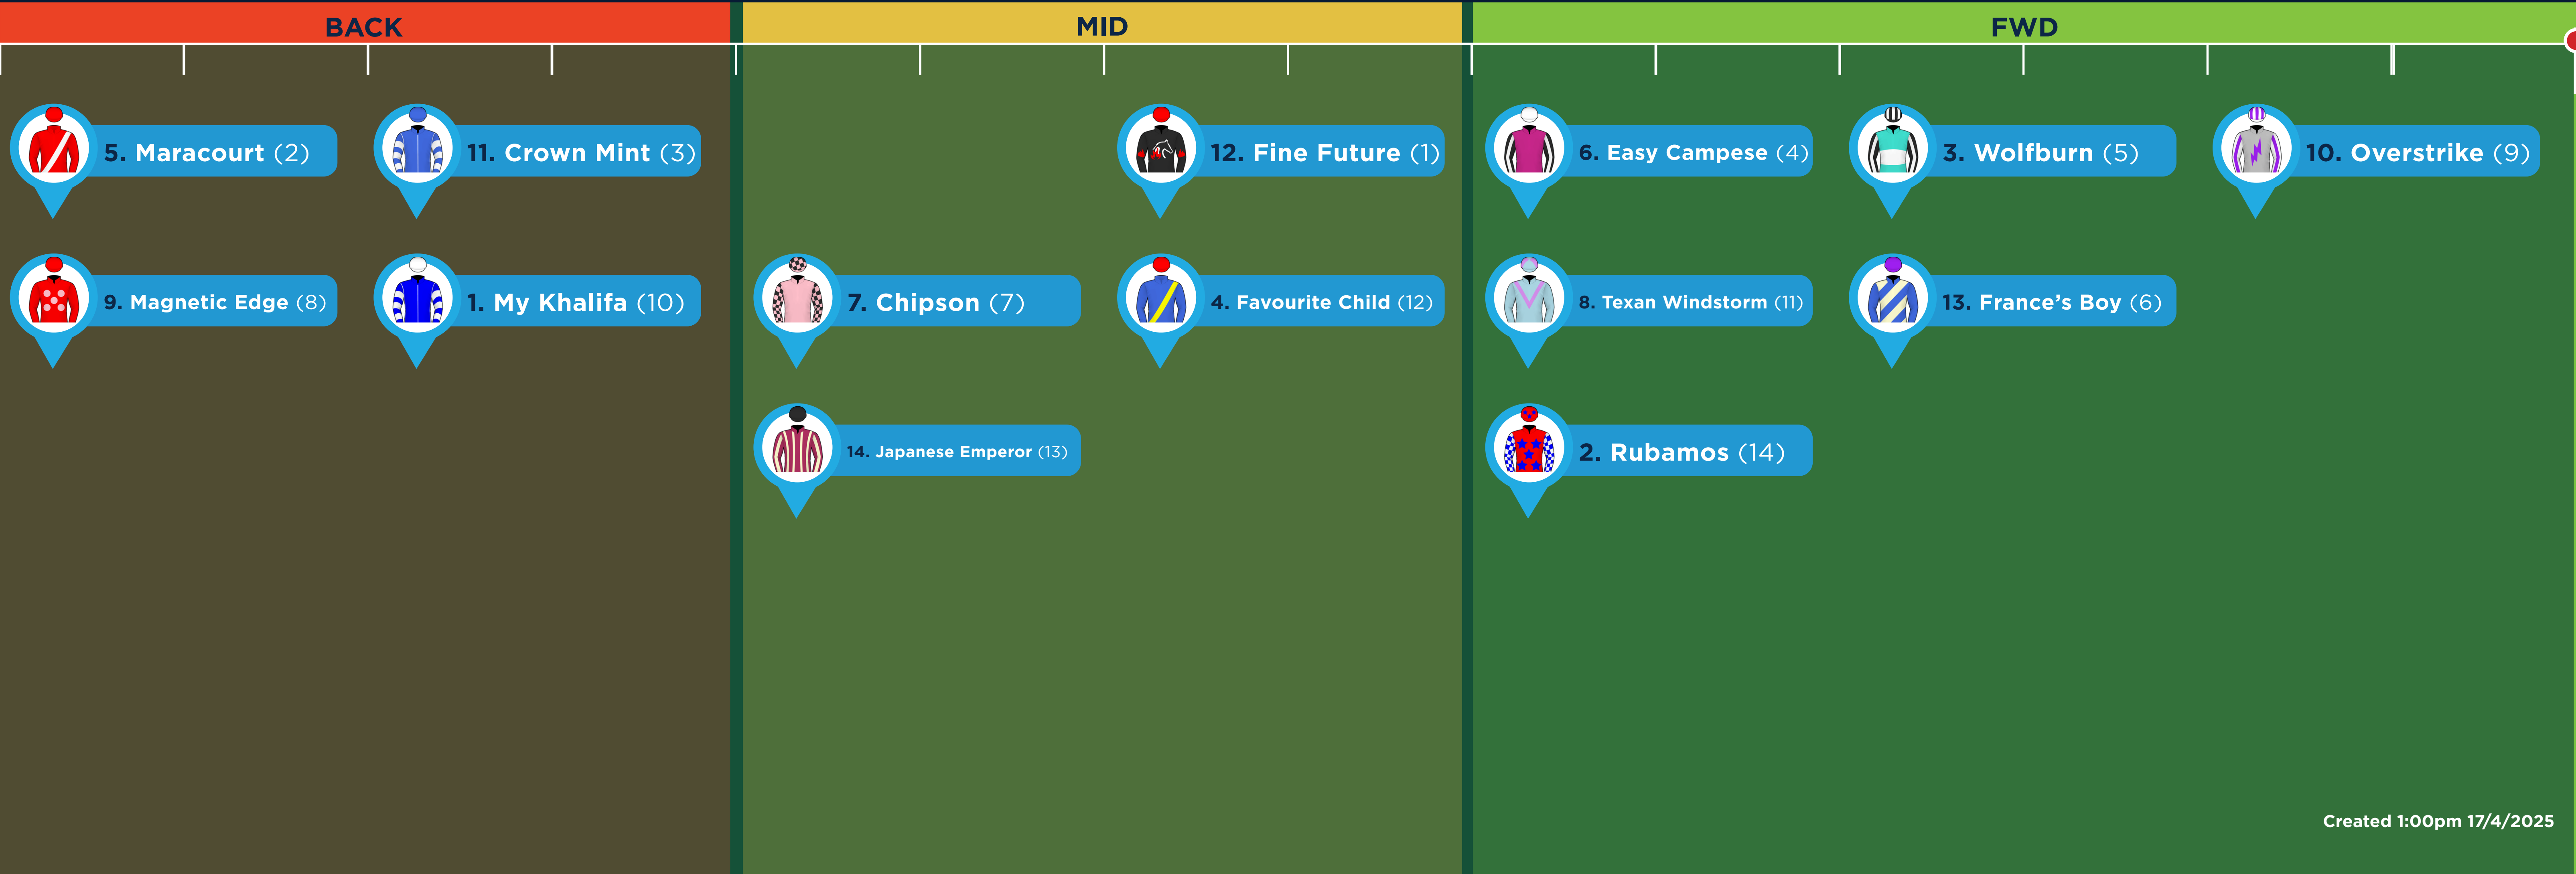 BACK
MID
FWD
5. Maracourt (2)
11. Crown Mint (3)
12. Fine Future (1)
6. Easy Campese (4)
3. Wolfburn (5)
10. Overstrike (9)
9. Magnetic Edge (8)
1. My Khalifa (10)
7. Chipson (7)
4. Favourite Child (12)
8. Texan Windstorm (11)
13. France’s Boy (6)
14. Japanese Emperor (13)
2. Rubamos (14)
Created 1:00pm 17/4/2025